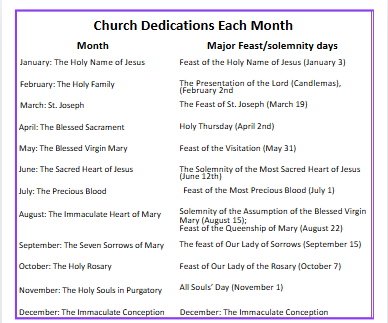 Church Dedications Each Month
Month Major Feast/solemnity days
January: The Holy Name of Jesus Feast of the Holy Name of Jesus (January 3)
February: The Holy Family The Presentation of the Lord (Candlemas),
(February 2nd
March: St. Joseph The Feast of St. Joseph (March 19)
April: The Blessed Sacrament Holy Thursday (April 2nd)
May: The Blessed Virgin Mary Feast of the Visitation (May 31)
June: The Sacred Heart of Jesus The Solemnity of the Most Sacred Heart of Jesus
(June 12th)
July: The Precious Blood Feast of the Most Precious Blood (July 1)
August: The Immaculate Heart of Mary Solemnity of the Assumption of the Blessed Virgin
Mary (August 15);
Feast of the Queenship of Mary (August 22)
September: The Seven Sorrows of Mary The feast of Our Lady of Sorrows (September 15)
October: The Holy Rosary Feast of Our Lady of the Rosary (October 7)
November: The Holy Souls in Purgatory All Souls' Day (November 1)
December: The Immaculate Conception December: The Immaculate Conception